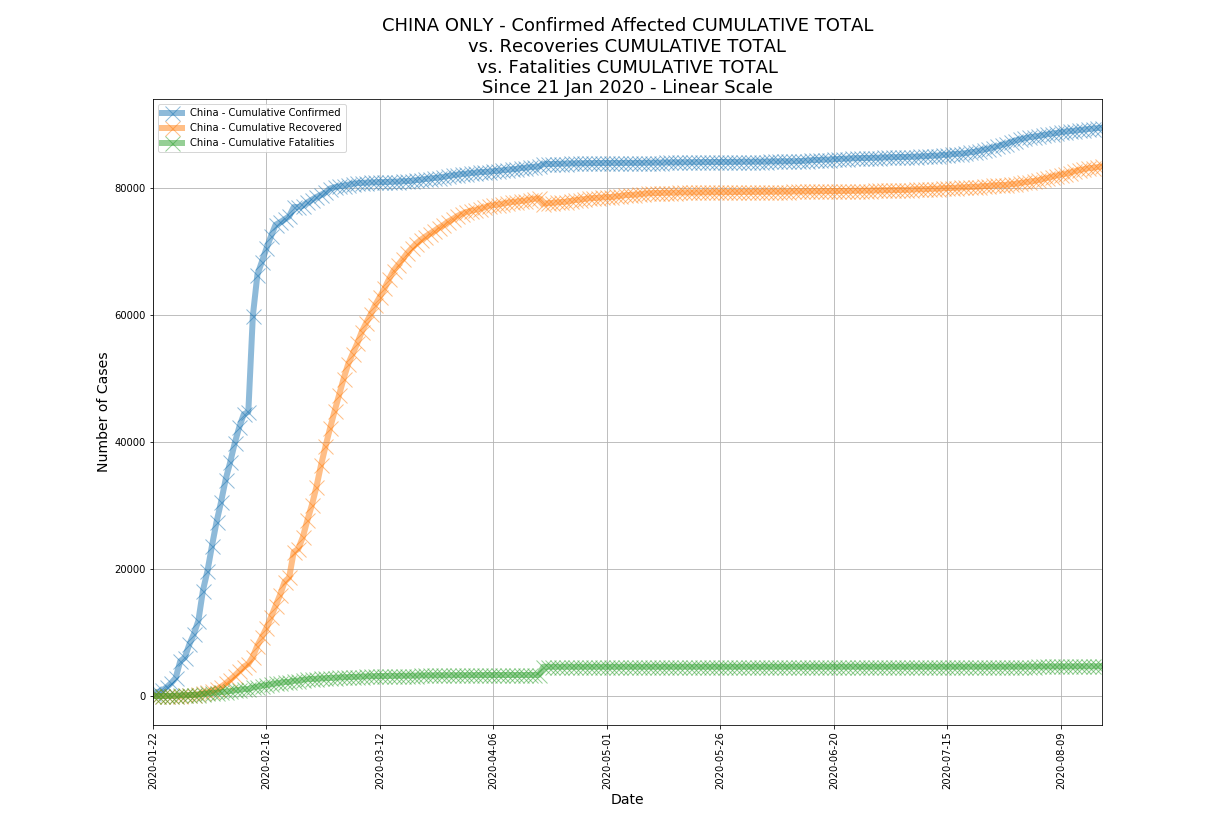 CHINA ONLY - Confirmed Affected CUMULATIVE TOTAL
vs. Recoveries CUMULATIVE TOTAL
vs. Fatalities CUMULATIVE TOTAL
Since 21 Jan 2020 - Linear Scale
China - Cumulative Confirmed
China - Cumulative Recovered
China - Cumulative Fatalities
Number of Cases
80000
60000
40000
20000
0
2020-01-22
2020-02-16
2020-03-12
2020-04-06
2020-05-01
2020-05-26
2020-06-20
2020-07-15
2020-08-09
Date